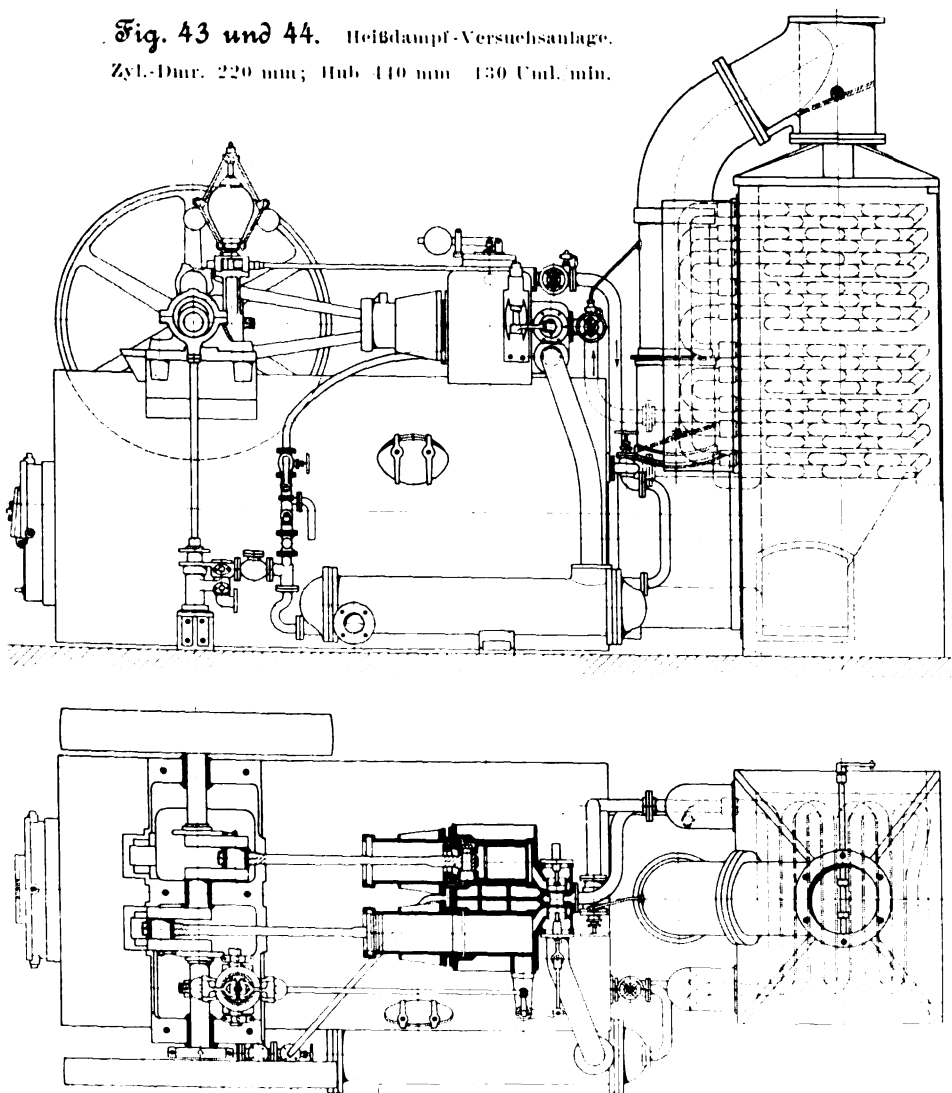 Fig. 43 und 44. Heißdampf-Versuchsanlage.
Zyl.-Dmr. 220 mm; Hub 440 mm 130 Uml./min.